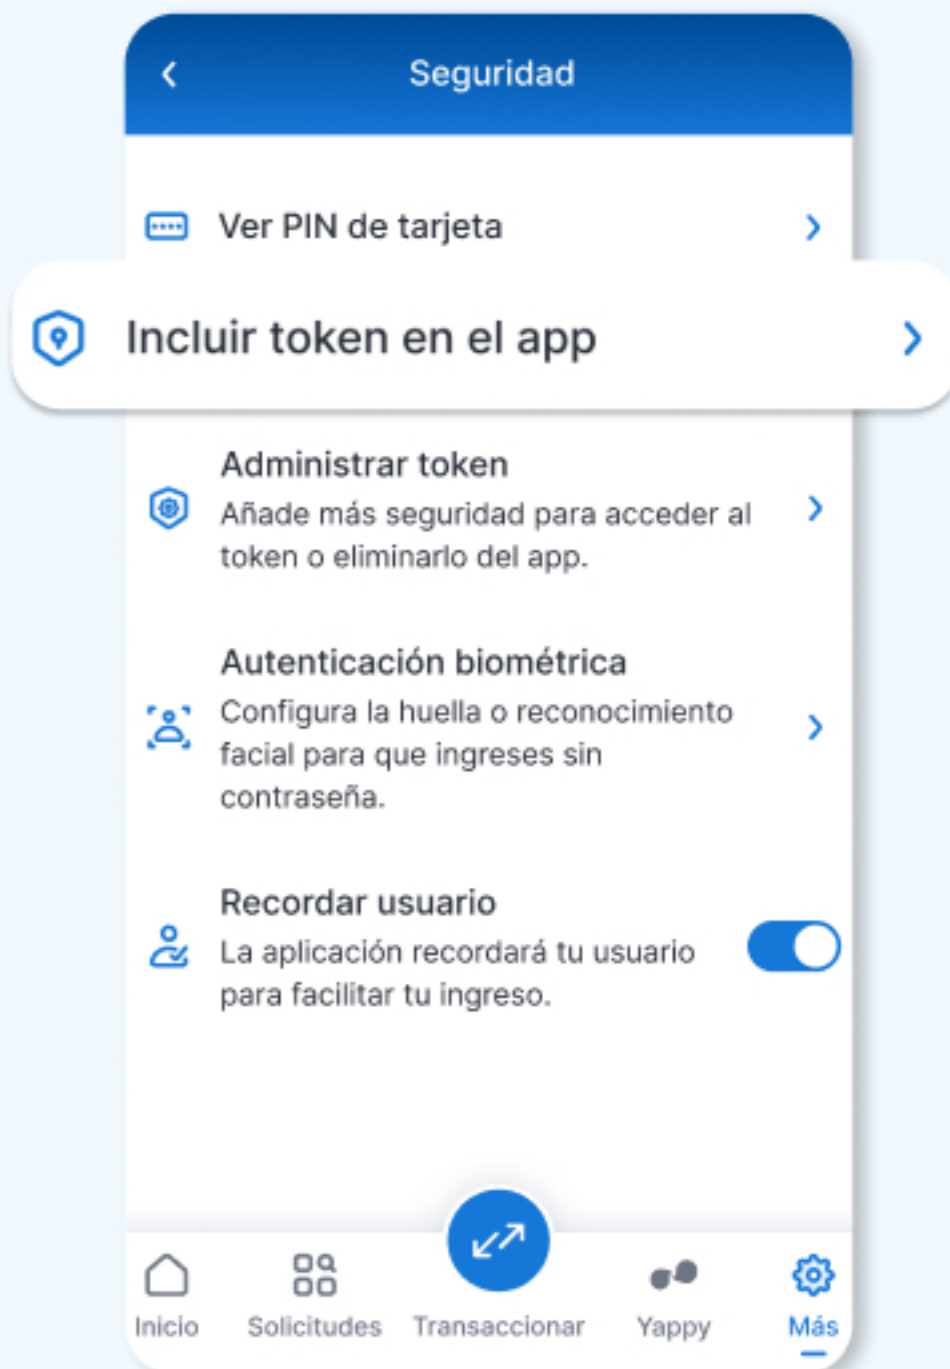 Seguridad
Ver PIN de tarjeta
Incluir token en el app
Administrar token
Añade más seguridad para acceder al
token o eliminarlo del app.
Autenticación biométrica
Configura la huella o reconocimiento
facial para que ingreses sin
contraseña.
Recordar usuario
La aplicación recordará tu usuario
para facilitar tu ingreso.
Inicio
Solicitudes
Transaccionar
Yappy
Más